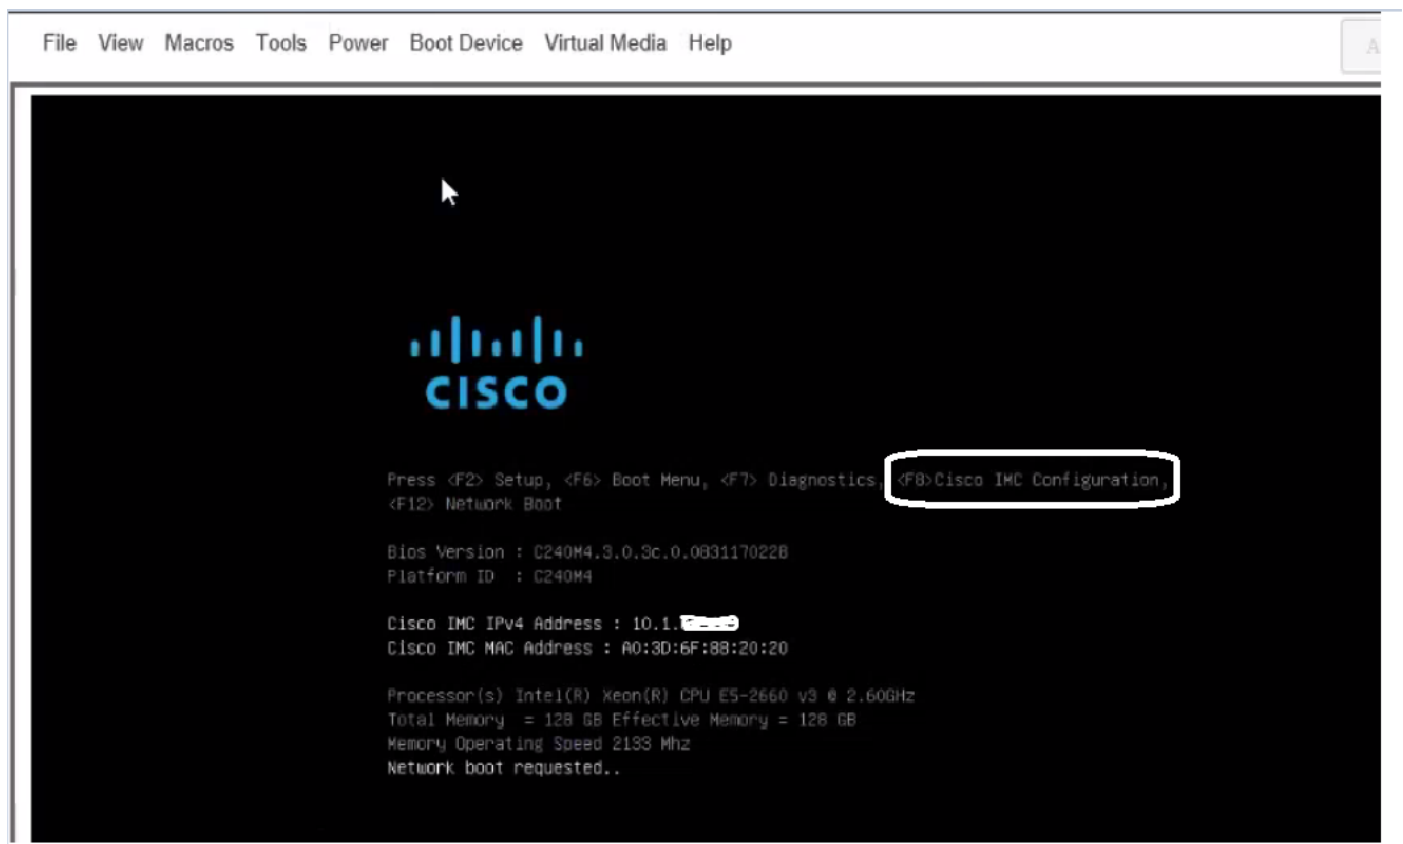 File View Macros Tools Power Boot Device Virtual Media Help
A
CISCO
Press <F2> Setup, <F6> Boot Menu, <F7> Diagnostics, <F8>Cisco IMC Configuration,
<F12> Network Boot
Bios Version : C240M4.3.0.3c.0.0831170228
Platform ID : C240M4
Cisco IMC IPv4 Address : 10.1.
Cisco IMC MAC Address : A0:3D:6F:8B:20:20
Processor(s) Intel(R) Xeon(R) CPU E5-2660 v3 @ 2.60GHz
Total Memory = 128 GB Effective Memory = 128 GB
Memory Operating Speed 2133 Mhz
Network boot requested..